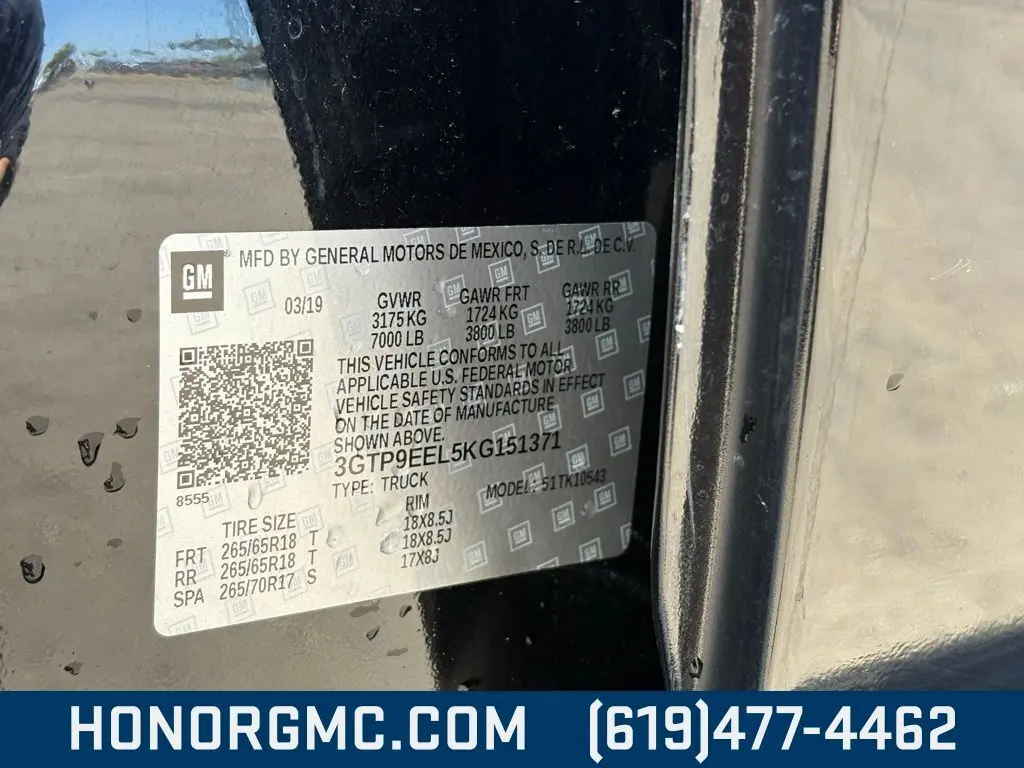 GM
MFD BY GENERAL MOTORS DE MEXICO, S. DE R.L. DE C.V.
03/19
GVWR GAWR FRT GAWR RR
3175 KG 1724 KG 1724 KG
7000 LB 3800 LB 3800 LB
THIS VEHICLE CONFORMS TO ALL
APPLICABLE U.S. FEDERAL MOTOR
VEHICLE SAFETY STANDARDS IN EFFECT
ON THE DATE OF MANUFACTURE
SHOWN ABOVE.
3GTP9EEL5KG151371
8555
TYPE: TRUCK MODEL: 51TK10543
TIRE SIZE RIM
FRT 265/65R18 T 18X8.5J
RR 265/65R18 T 18X8.5J
SPA 265/70R17 S 17X8J
HONORGMC.COM (619)477-4462